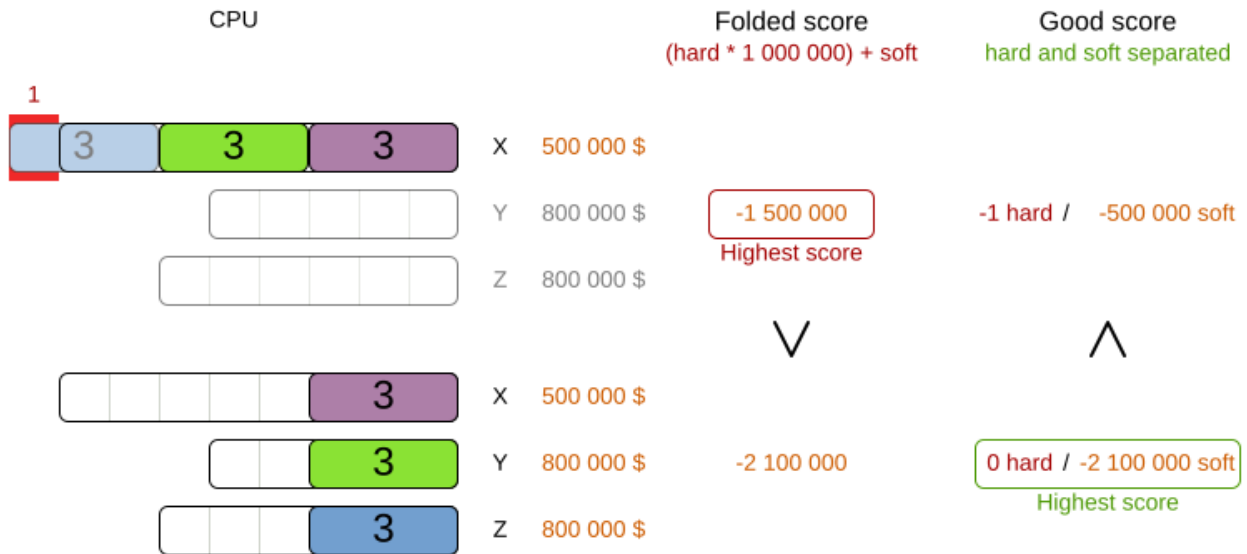 CPU Folded score Good score
(hard * 1 000 000) + soft hard and soft separated
1
3 3 3 X 500 000 $
Y 800 000 $ -1 500 000 -1 hard / -500 000 soft
Highest score
Z 800 000 $
3 X 500 000 $
3 Y 800 000 $ -2 100 000 0 hard / -2 100 000 soft
Highest score
3 Z 800 000 $